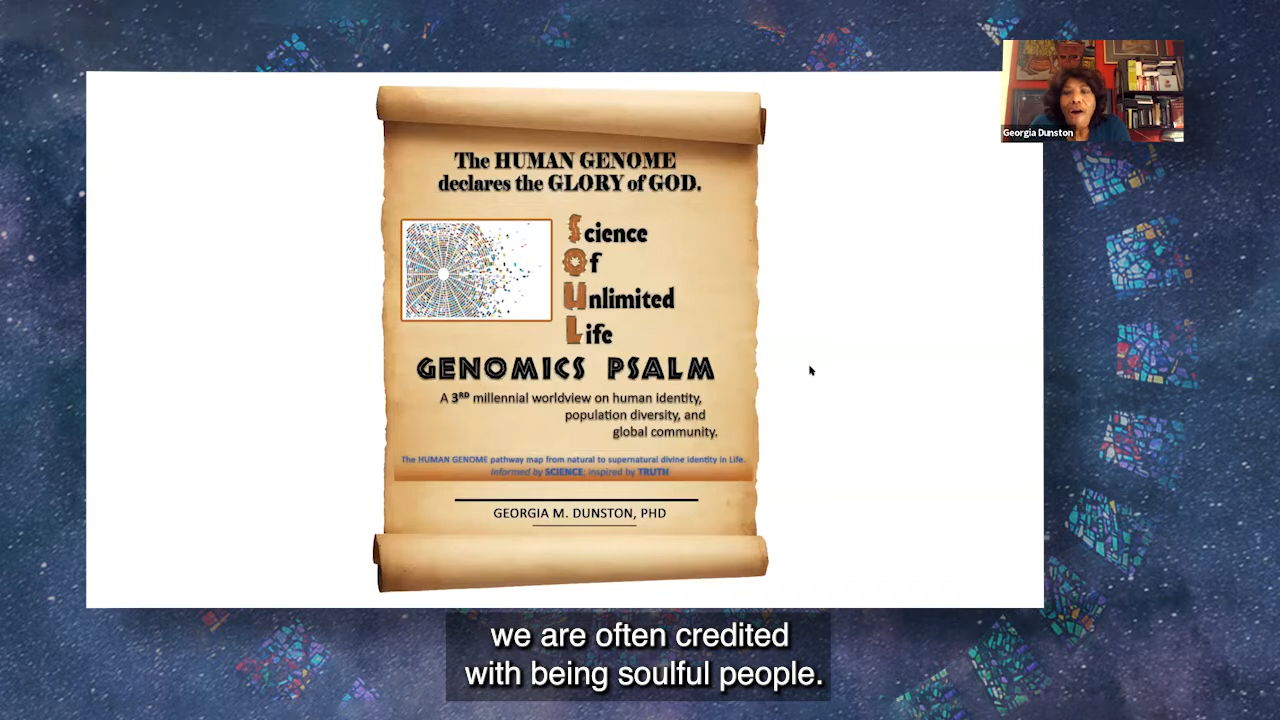 Georgia Dunston
The HUMAN GENOME
declares the GLORY of GOD.
Science
Of
Unlimited
Life
GENOMICS PSALM
A 3RD millennial worldview on human identity,
population diversity, and
global community.
The HUMAN GENOME pathway map from natural to supernatural divine identity in Life.
Informed by SCIENCE; inspired by TRUTH
GEORGIA M. DUNSTON, PHD
we are often credited
with being soulful people.